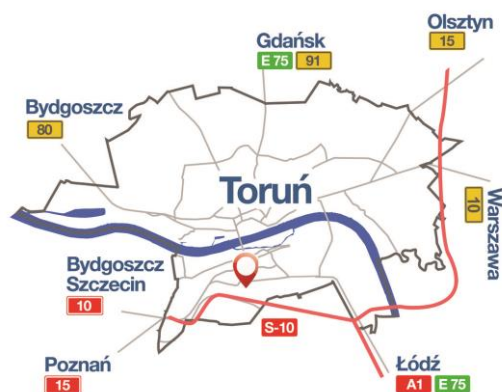 Olsztyn
15
Gdańsk
E 75 91
Bydgoszcz
80
Toruń
10
Warszawa
Bydgoszcz
Szczecin
10
S-10
Poznań
15
Łódź
A1 E 75